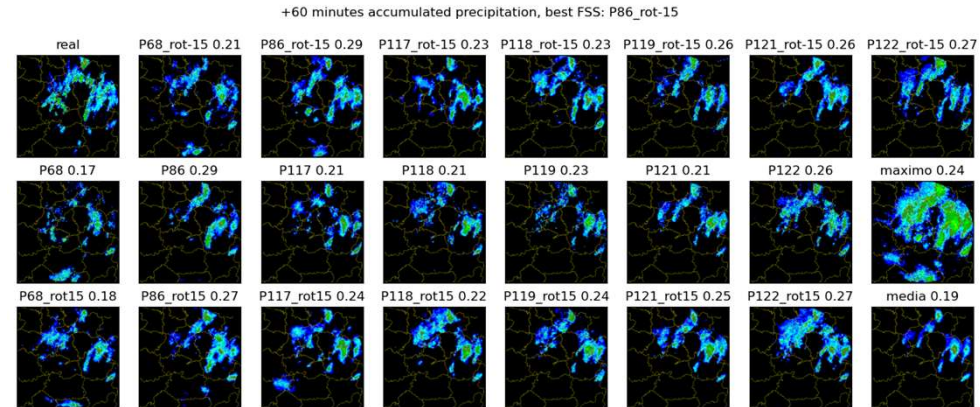 +60 minutes accumulated precipitation, best FSS: P86_rot-15
real P68_rot-15 0.21 P86_rot-15 0.29 P117_rot-15 0.23 P118_rot-15 0.23 P119_rot-15 0.26 P121_rot-15 0.26 P122_rot-15 0.27
P68 0.17 P86 0.29 P117 0.21 P118 0.21 P119 0.23 P121 0.21 P122 0.26 maximo 0.24
P68_rot15 0.18 P86_rot15 0.27 P117_rot15 0.24 P118_rot15 0.22 P119_rot15 0.24 P121_rot15 0.25 P122_rot15 0.27 media 0.19